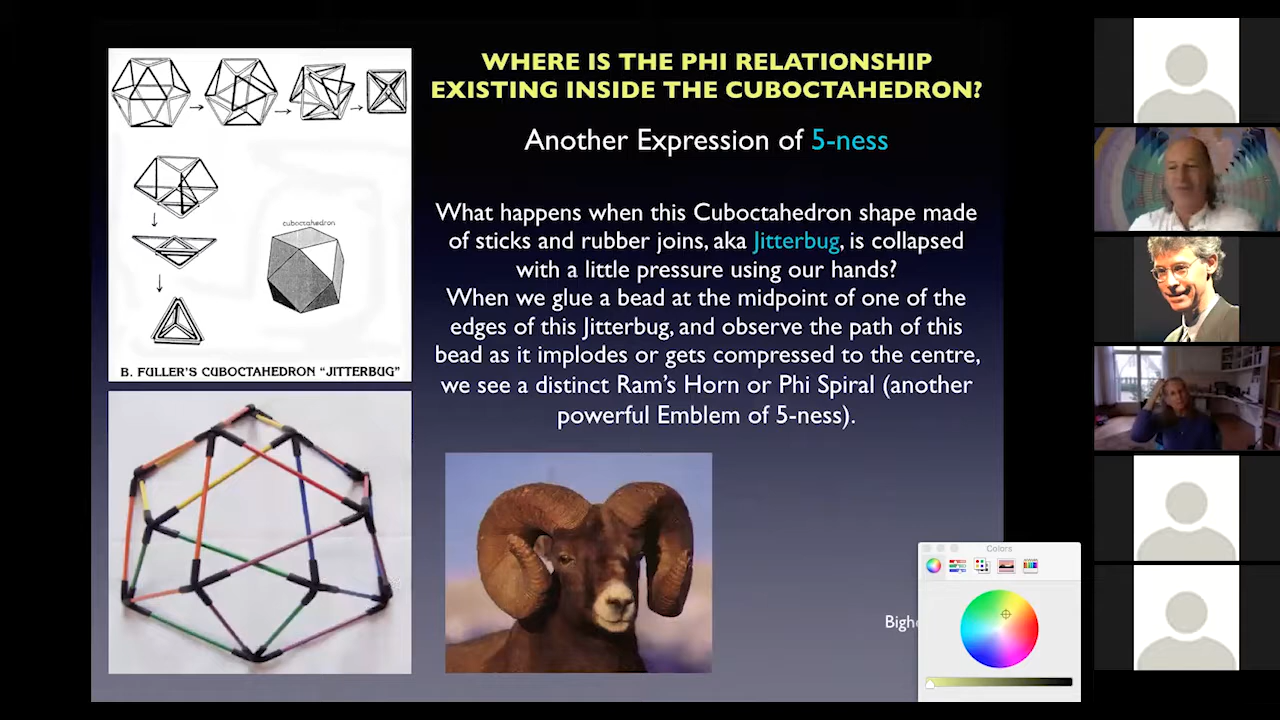 WHERE IS THE PHI RELATIONSHIP
EXISTING INSIDE THE CUBOCTAHEDRON?
Another Expression of 5-ness
What happens when this Cuboctahedron shape made
of sticks and rubber joins, aka Jitterbug, is collapsed
with a little pressure using our hands?
When we glue a bead at the midpoint of one of the
edges of this Jitterbug, and observe the path of this
bead as it implodes or gets compressed to the centre,
we see a distinct Ram's Horn or Phi Spiral (another
powerful Emblem of 5-ness).
cuboctahedron
B. FULLER'S CUBOCTAHEDRON "JITTERBUG"
Colors